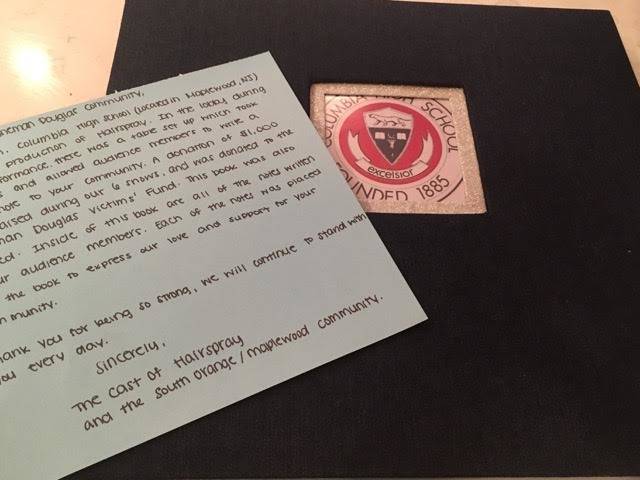 Douglas Community,
, Columbia High School (located in Maplewood, NJ)
production of Hairspray. In the lobby during
formance, there was a table set up which took
and allowed audience members to write a
note to your community. A donation of $1,000
raised during our 6 shows, and was donated to the
man Douglas Victims' Fund. This book was also
ed. Inside of this book are all of the notes written
ur audience members. Each of the notes was placed
the book to express our love and support for your
mmunity.
hank you for being so strong, we will continue to stand with
you every day.
Sincerely,
The cast of Hairspray
and the South Orange/Maplewood community.
COLUMBIA HIGH SCHOOL
excelsior
FOUNDED 1885